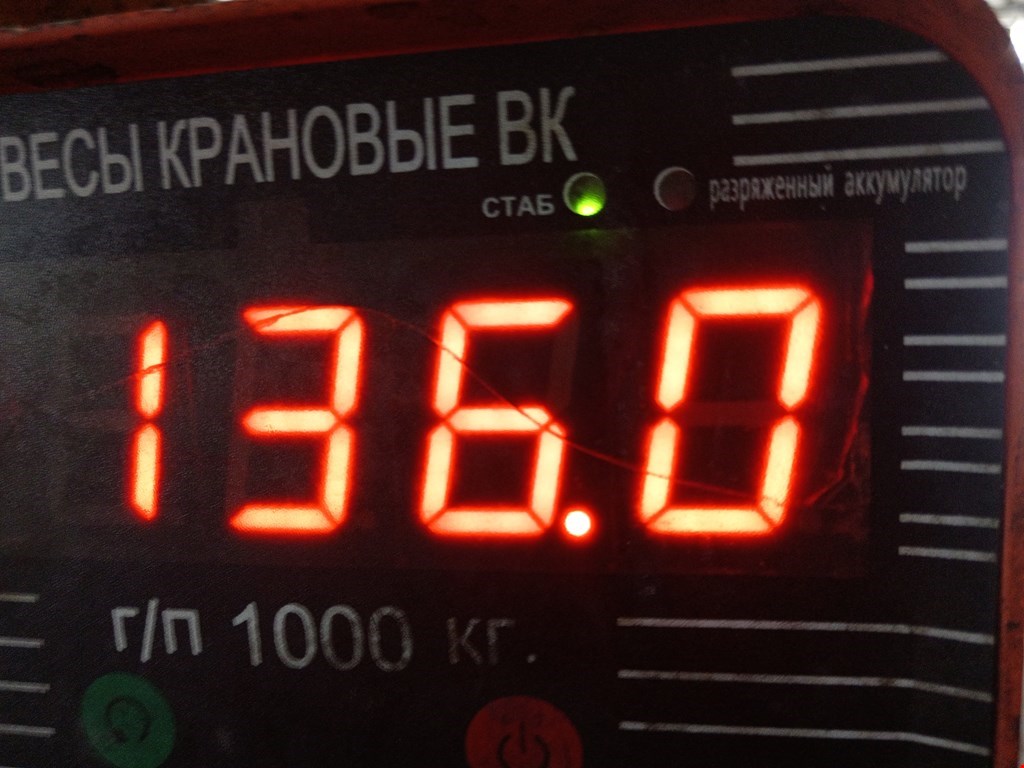 ВЕСЫ КРАНОВЫЕ ВК
СТАБ разряженный аккумулятор
136.0
г/п 1000 кг.